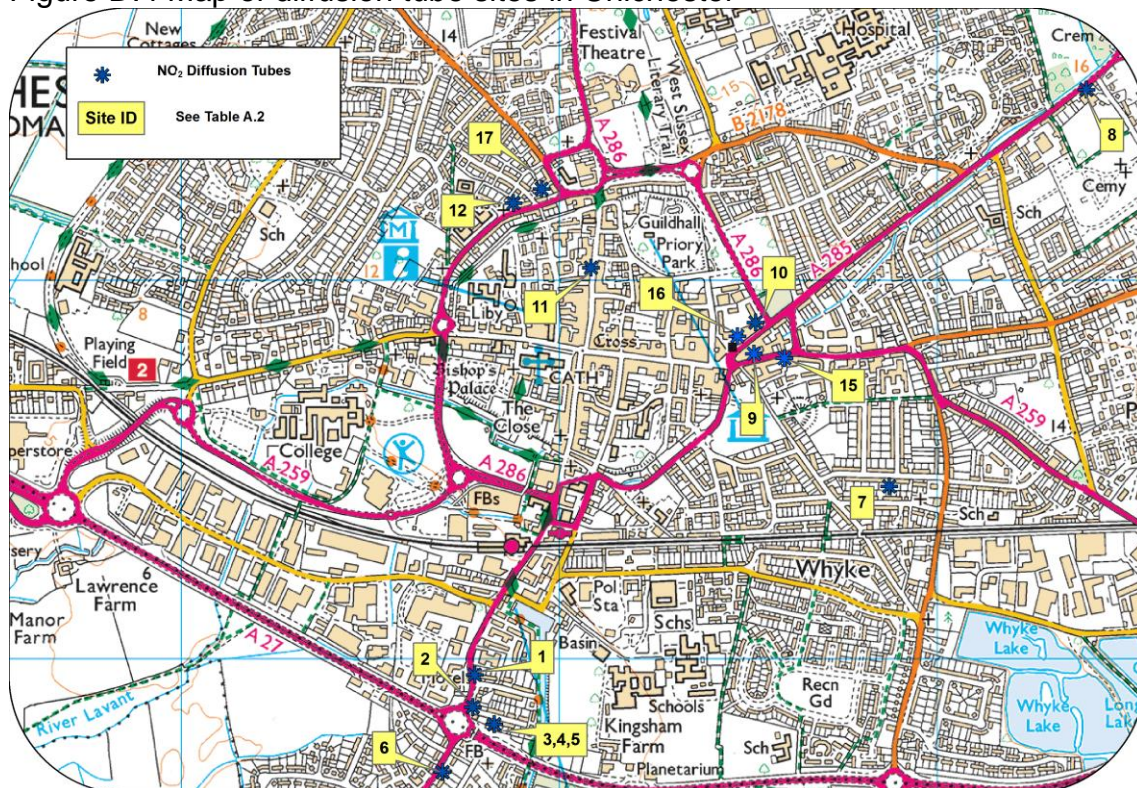 Figure D.4 Map of diffusion tube sites in Chichester
New
Cottages
14
Festival
Theatre
Hospital
Crem
16
NO₂ Diffusion Tubes
Site ID
See Table A.2
West Sussex
Literary Trail
15
B 2178
A 286
17
8
Cemy
12
Sch
M
i
12
Guildhall
Priory
Park
A 286
A 285
10
Sch
8
11
16
Liby
Playing
Field
2
Cross
Bishop's
Palace
CATH
15
The
Close
9
College
A 259
A 286
FBs
A 259
14
7
Sch
Lawrence
Farm
6
Manor
Farm
Whyke
Pol
Sta
Schs
Basin
A 27
2
1
Whyke
Lake
River Lavant
Schools
Recn
Gd
Whyke
Lake
3,4,5
Kingsham
Farm
6
FB
Sch
Planetarium